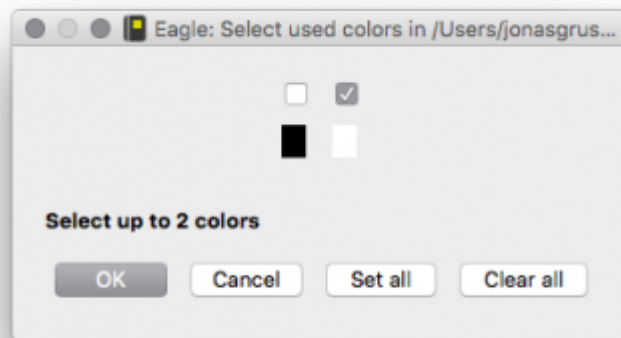 Eagle: Select used colors in /Users/jonasgrus...
Select up to 2 colors
OK Cancel Set all Clear all